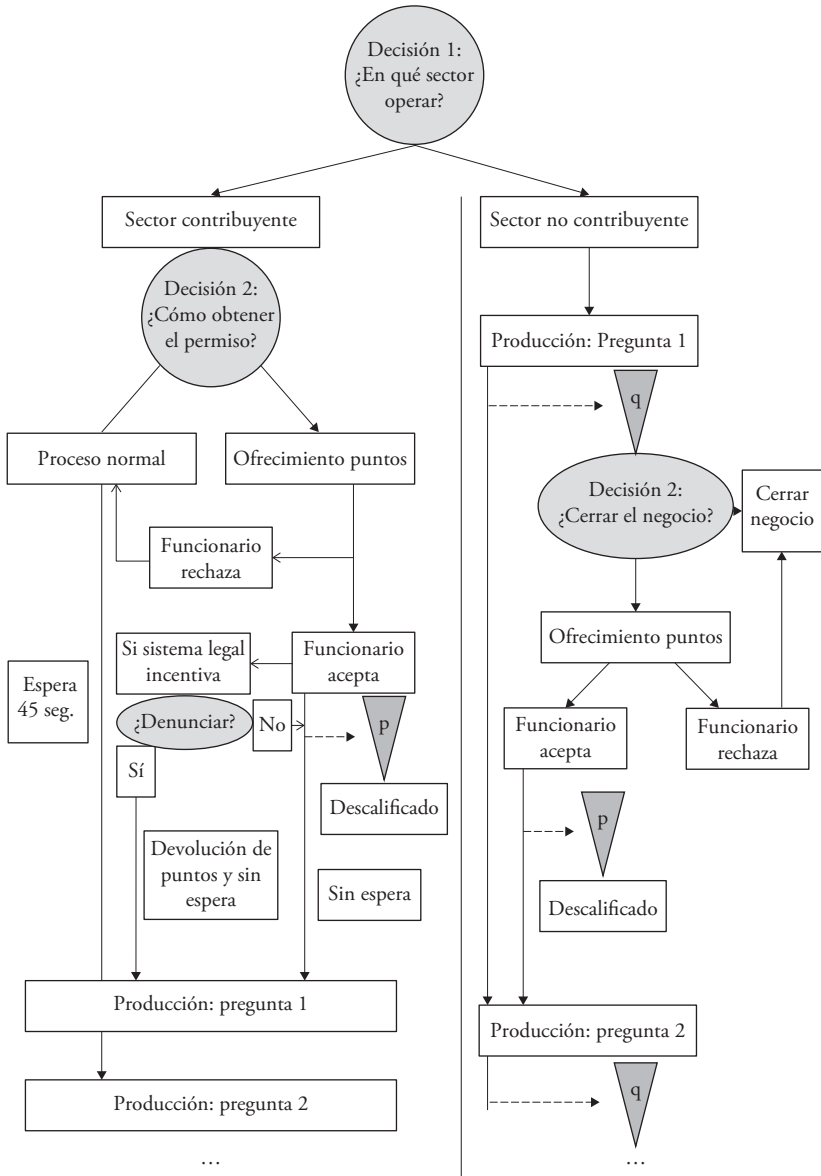 Decisión 1:
¿En qué sector
operar?
Sector contribuyente
Decisión 2:
¿Cómo obtener
el permiso?
Proceso normal
Ofrecimiento puntos
Funcionario
rechaza
Si sistema legal
incentiva
Funcionario
acepta
Espera
45 seg.
¿Denunciar?
No
p
Sí
Descalificado
Devolución de
puntos y sin
espera
Sin espera
Producción: pregunta 1
Producción: pregunta 2
...
Sector no contribuyente
Producción: Pregunta 1
q
Decisión 2:
¿Cerrar el negocio?
Cerrar
negocio
Ofrecimiento puntos
Funcionario
acepta
Funcionario
rechaza
p
Descalificado
Producción: pregunta 2
q
...